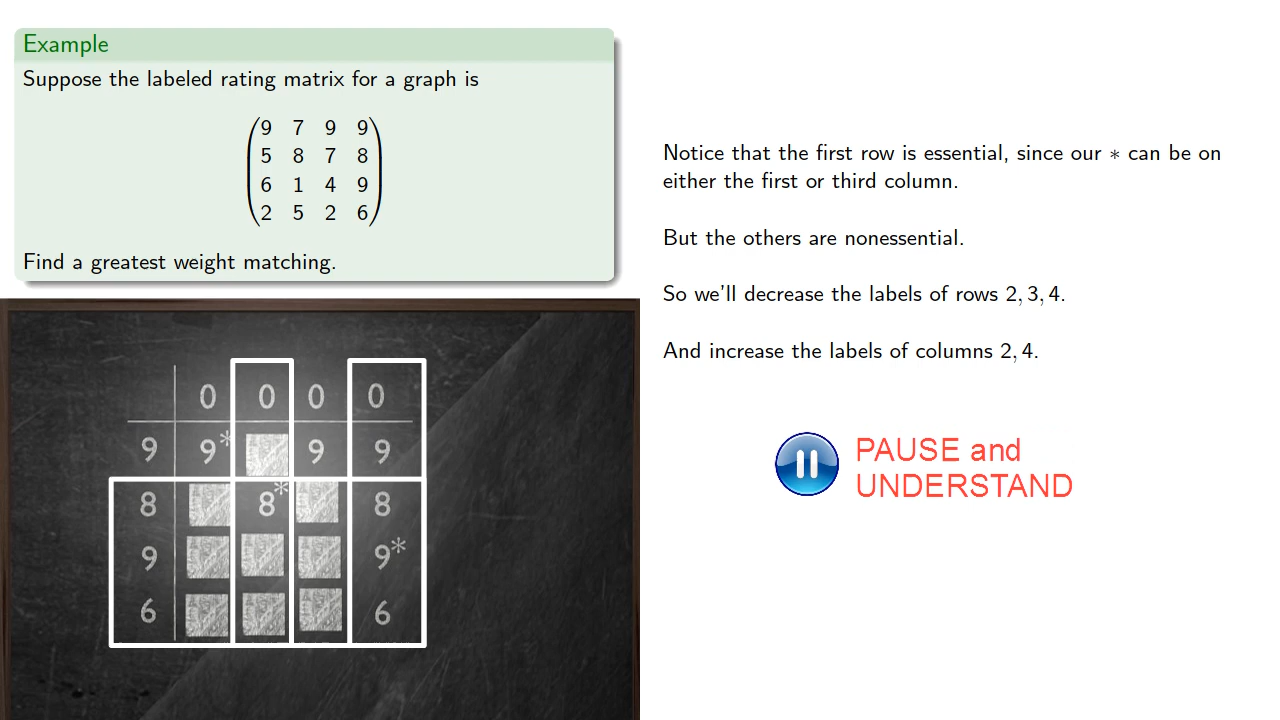 Example
Suppose the labeled rating matrix for a graph is
9 7 9 9
5 8 7 8
6 1 4 9
2 5 2 6
Find a greatest weight matching.
0 0 0 0
9 9* 9 9
8 8* 8
9 9*
6 6
Notice that the first row is essential, since our * can be on
either the first or third column.
But the others are nonessential.
So we'll decrease the labels of rows 2, 3, 4.
And increase the labels of columns 2, 4.
PAUSE and
UNDERSTAND